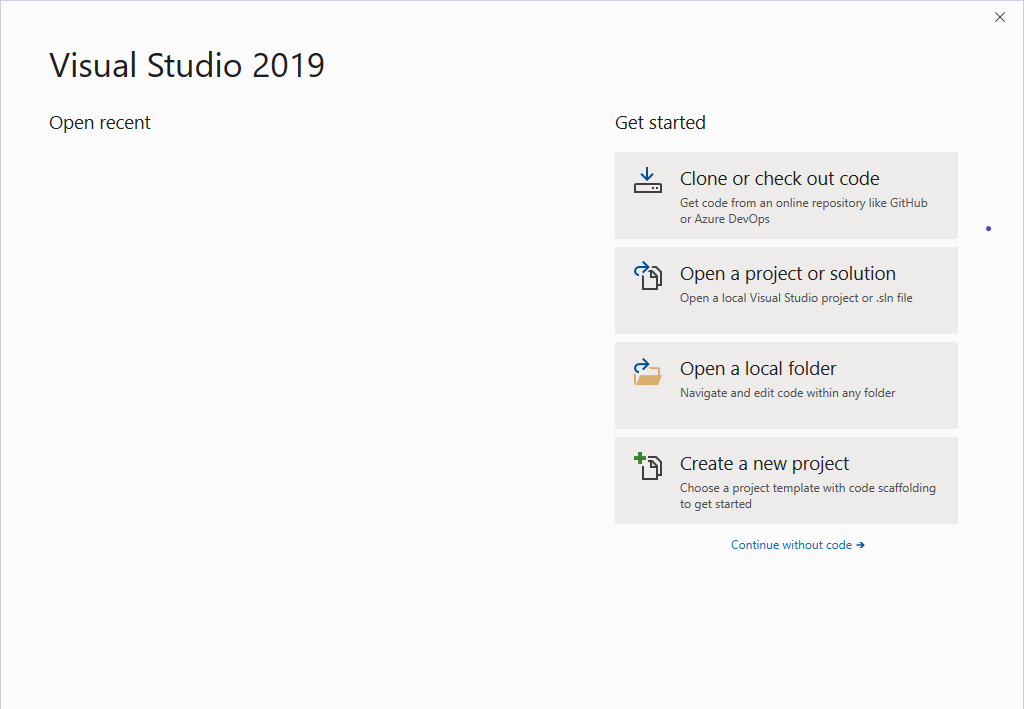 Visual Studio 2019
Open recent
Get started
Clone or check out code
Get code from an online repository like GitHub
or Azure DevOps
Open a project or solution
Open a local Visual Studio project or .sln file
Open a local folder
Navigate and edit code within any folder
Create a new project
Choose a project template with code scaffolding
to get started
Continue without code →